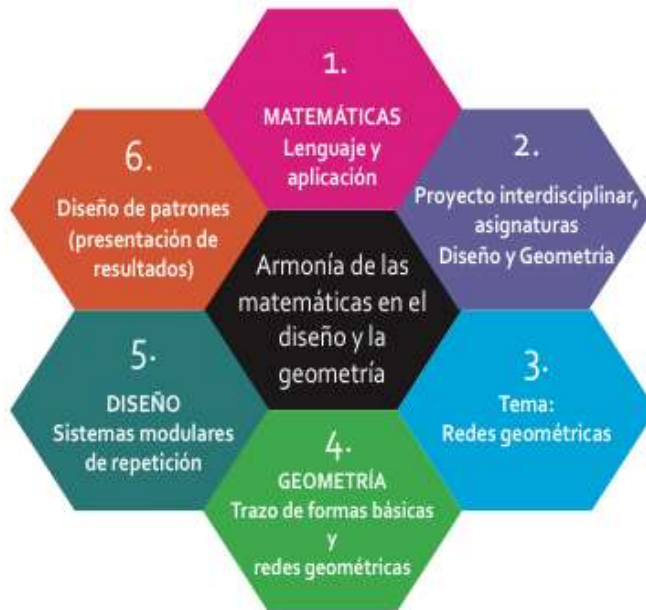 1.
MATEMÁTICAS
Lenguaje y
aplicación
2.
Proyecto interdisciplinar,
asignaturas
Diseño y Geometría
3.
Tema:
Redes geométricas
4.
GEOMETRÍA
Trazo de formas básicas
y
redes geométricas
5.
DISEÑO
Sistemas modulares
de repetición
6.
Diseño de patrones
(presentación de
resultados)
Armonía de las
matemáticas en el
diseño y la
geometría